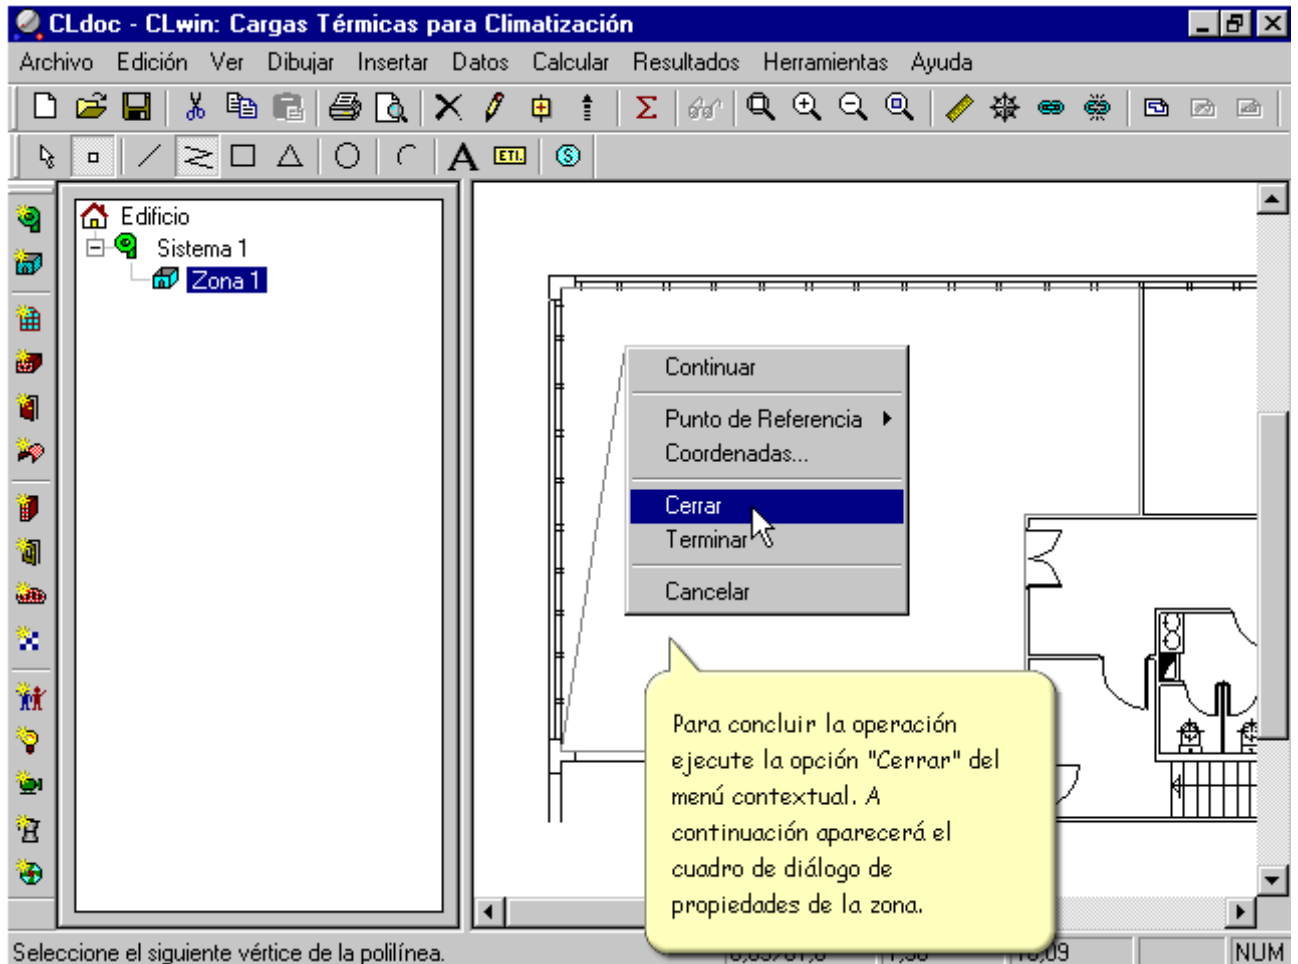 CLdoc - CLwin: Cargas Térmicas para Climatización
Archivo Edición Ver Dibujar Insertar Datos Calcular Resultados Herramientas Ayuda
A ETI. S
Edificio
Sistema 1
Zona 1
Continuar
Punto de Referencia
Coordenadas...
Cerrar
Terminar
Cancelar
Para concluir la operación
ejecute la opción "Cerrar" del
menú contextual. A
continuación aparecerá el
cuadro de diálogo de
propiedades de la zona.
Seleccione el siguiente vértice de la polilínea.
NUM